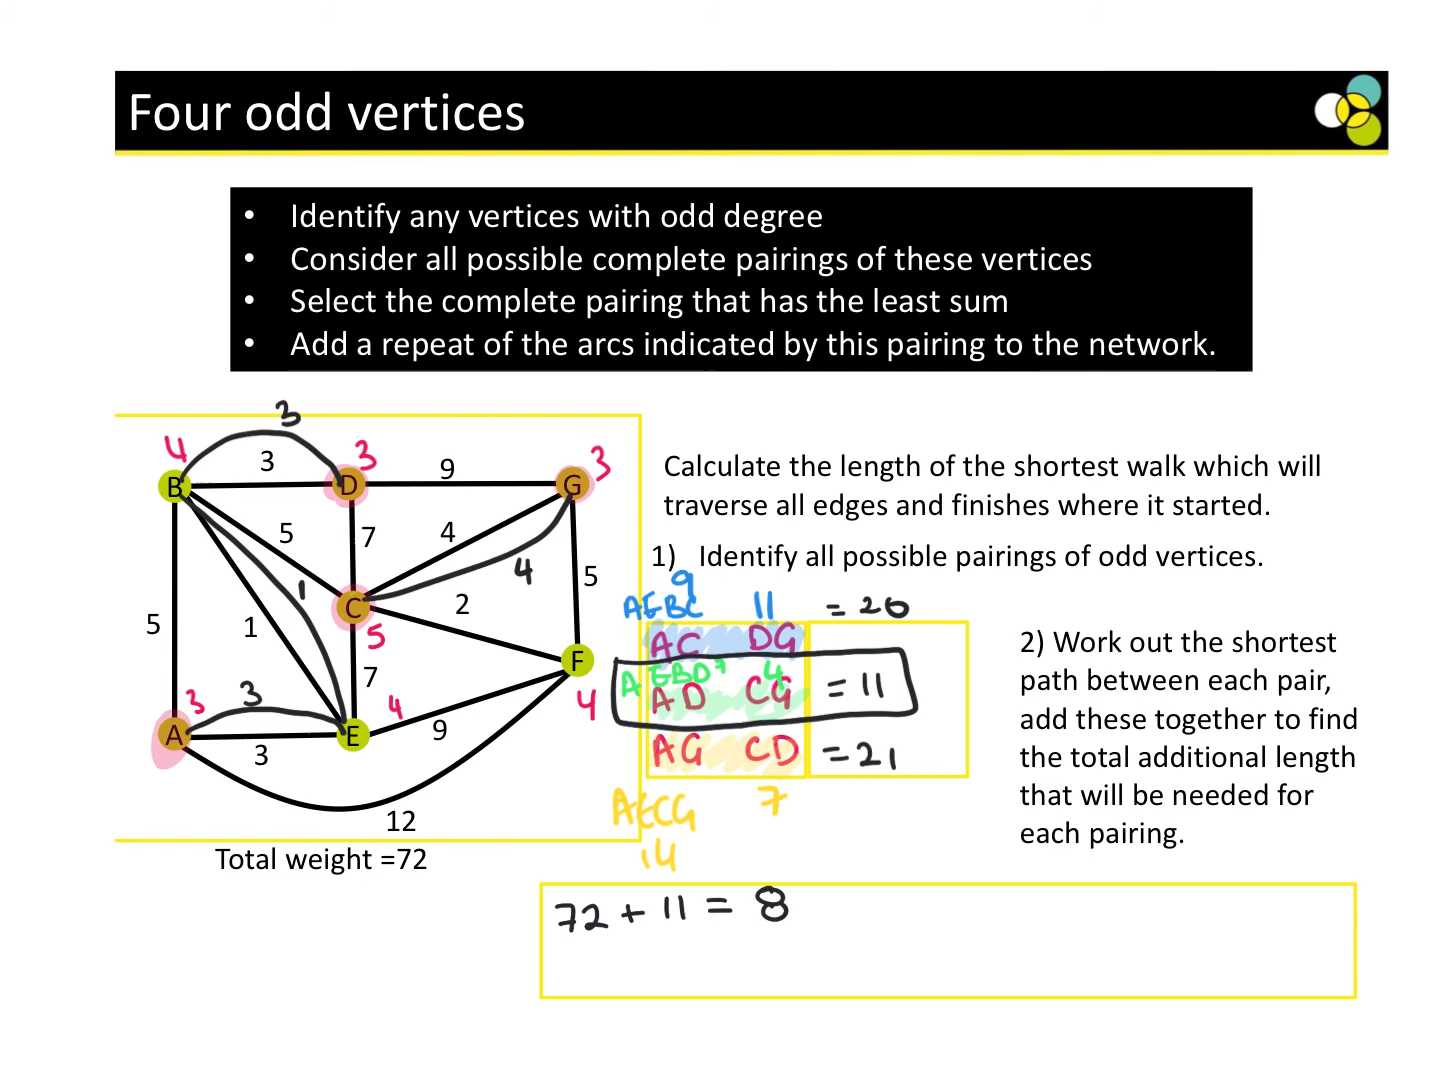 Four odd vertices
• Identify any vertices with odd degree
• Consider all possible complete pairings of these vertices
• Select the complete pairing that has the least sum
• Add a repeat of the arcs indicated by this pairing to the network.
3
4 3 3 9 3
B D G
5 7 4
4 5
1 2
C
5 1 5
F
7 4
3 3 4
A E 9
3
12
Total weight =72
Calculate the length of the shortest walk which will
traverse all edges and finishes where it started.
1) Identify all possible pairings of odd vertices.
9
AEBC 11 = 20
AC DG
AEBD 7 4
AD CG = 11
AG CD = 21
AECG 7
14
2) Work out the shortest
path between each pair,
add these together to find
the total additional length
that will be needed for
each pairing.
72 + 11 = 8